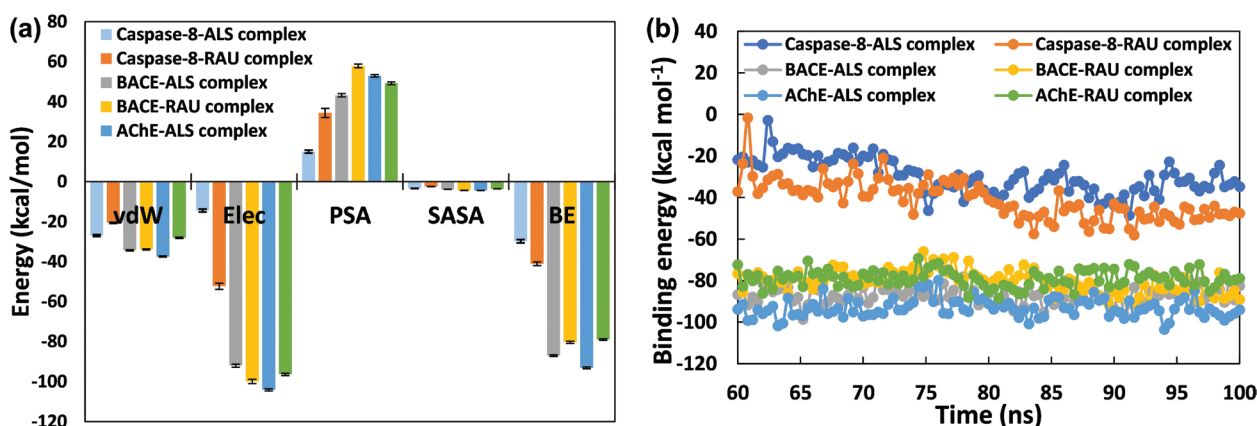 (a)
Energy (kcal/mol)
80
60
40
20
0
-20
-40
-60
-80
-100
-120
Caspase-8-ALS complex
Caspase-8-RAU complex
BACE-ALS complex
BACE-RAU complex
AChE-ALS complex
vdW
Elec
PSA
SASA
BE
(b)
Binding energy (kcal mol-1)
40
20
0
-20
-40
-60
-80
-100
-120
Caspase-8-ALS complex
Caspase-8-RAU complex
BACE-ALS complex
BACE-RAU complex
AChE-ALS complex
AChE-RAU complex
60
65
70
75
80
85
90
95
100
Time (ns)